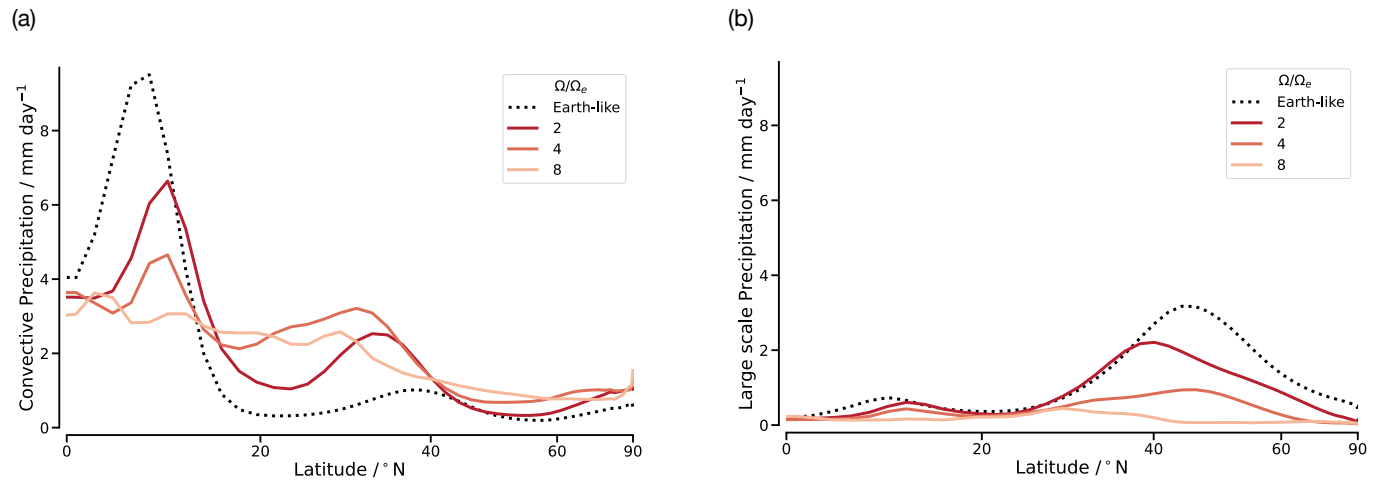 (a)
Convective Precipitation / mm day⁻¹
8
6
4
2
0
0
20
40
60
90
Latitude /°N
Ω/Ωₑ
Earth-like
2
4
8
(b)
Large scale Precipitation / mm day⁻¹
8
6
4
2
0
0
20
40
60
90
Latitude /°N
Ω/Ωₑ
Earth-like
2
4
8